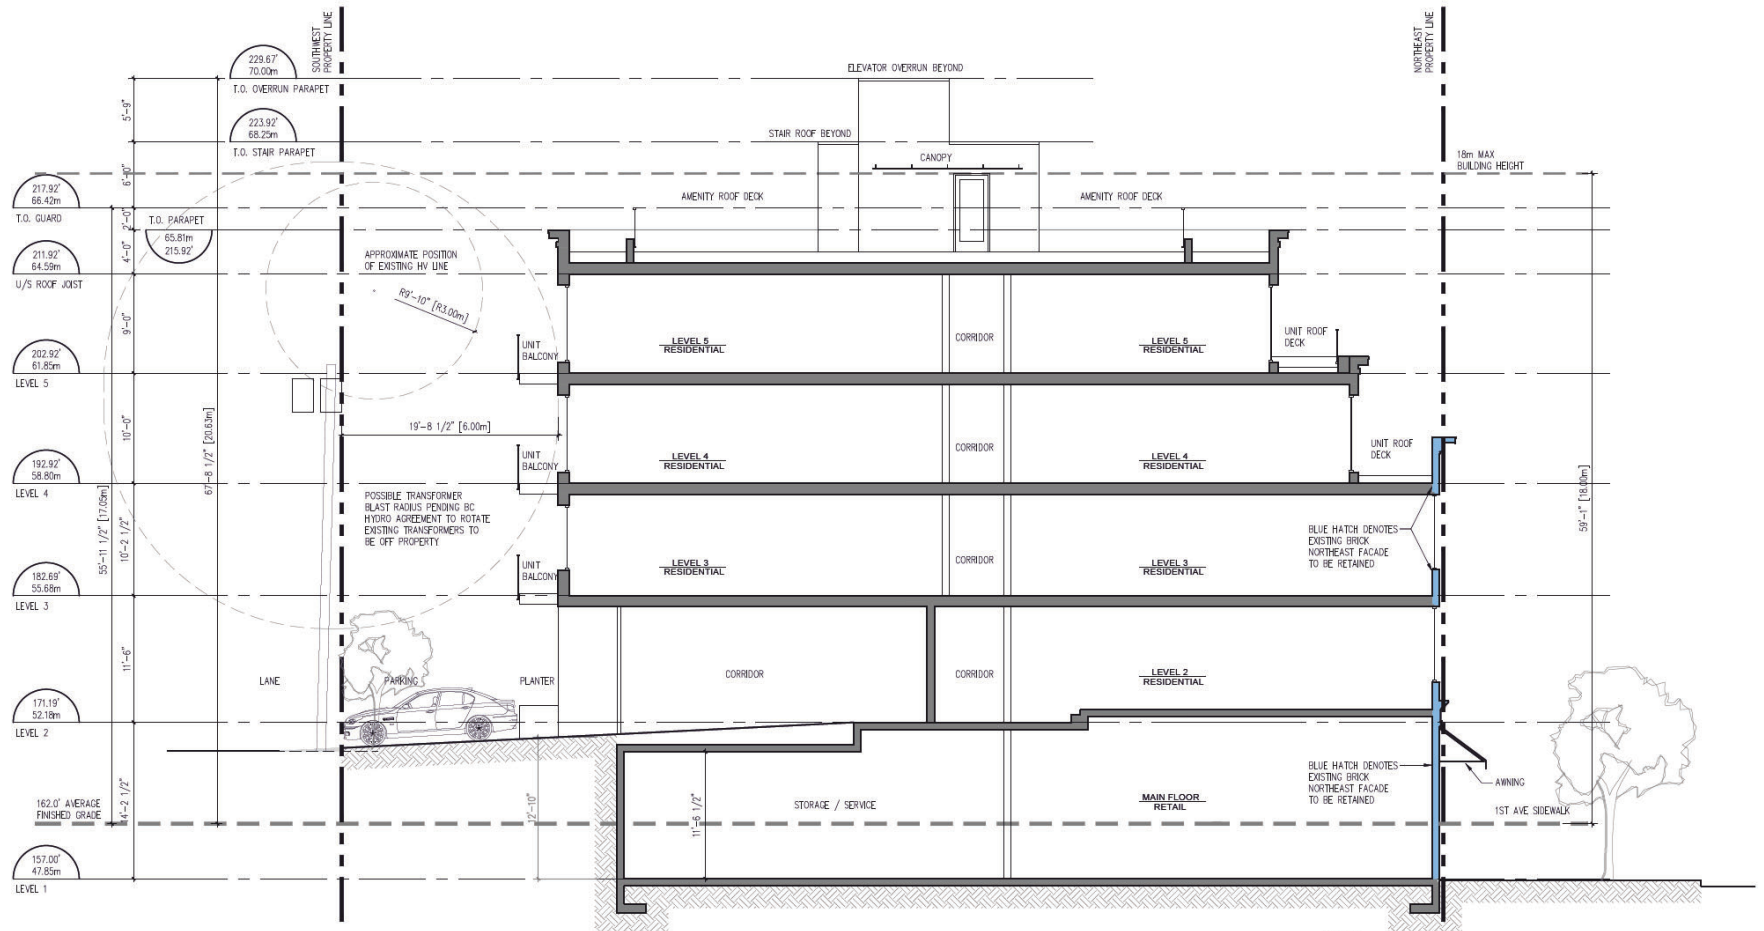 SOUTHWEST
PROPERTY LINE
NORTHEAST
PROPERTY LINE
229.67'
70.00m
T.O. OVERRUN PARAPET
ELEVATOR OVERRUN BEYOND
5'-9"
223.92'
68.25m
T.O. STAIR PARAPET
STAIR ROOF BEYOND
CANOPY
18m MAX
BUILDING HEIGHT
6'-0"
217.92'
66.42m
T.O. GUARD
AMENITY ROOF DECK
AMENITY ROOF DECK
2'-0"
T.O. PARAPET
65.81m
215.92'
4'-0"
211.92'
64.59m
U/S ROOF JOIST
APPROXIMATE POSITION
OF EXISTING HV LINE
R9'-10" [R3.00m]
9'-0"
UNIT
BALCONY
LEVEL 5
RESIDENTIAL
CORRIDOR
LEVEL 5
RESIDENTIAL
UNIT ROOF
DECK
202.92'
61.85m
LEVEL 5
19'-8 1/2" [6.00m]
10'-0"
67'-8 1/2" [20.63m]
UNIT
BALCONY
LEVEL 4
RESIDENTIAL
CORRIDOR
LEVEL 4
RESIDENTIAL
UNIT ROOF
DECK
192.92'
58.80m
LEVEL 4
POSSIBLE TRANSFORMER
BLAST RADIUS PENDING BC
HYDRO AGREEMENT TO ROTATE
EXISTING TRANSFORMERS TO
BE OFF PROPERTY
59'-1" [18.00m]
55'-11 1/2" [17.05m]
10'-2 1/2"
BLUE HATCH DENOTES
EXISTING BRICK
NORTHEAST FACADE
TO BE RETAINED
UNIT
BALCONY
LEVEL 3
RESIDENTIAL
CORRIDOR
LEVEL 3
RESIDENTIAL
182.69'
55.68m
LEVEL 3
11'-6"
LANE
PARKING
PLANTER
CORRIDOR
CORRIDOR
LEVEL 2
RESIDENTIAL
171.19'
52.18m
LEVEL 2
BLUE HATCH DENOTES
EXISTING BRICK
NORTHEAST FACADE
TO BE RETAINED
AWNING
162.0' AVERAGE
FINISHED GRADE
14'-2 1/2"
12'-10"
STORAGE / SERVICE
11'-6 1/2"
MAIN FLOOR
RETAIL
1ST AVE SIDEWALK
157.00'
47.85m
LEVEL 1